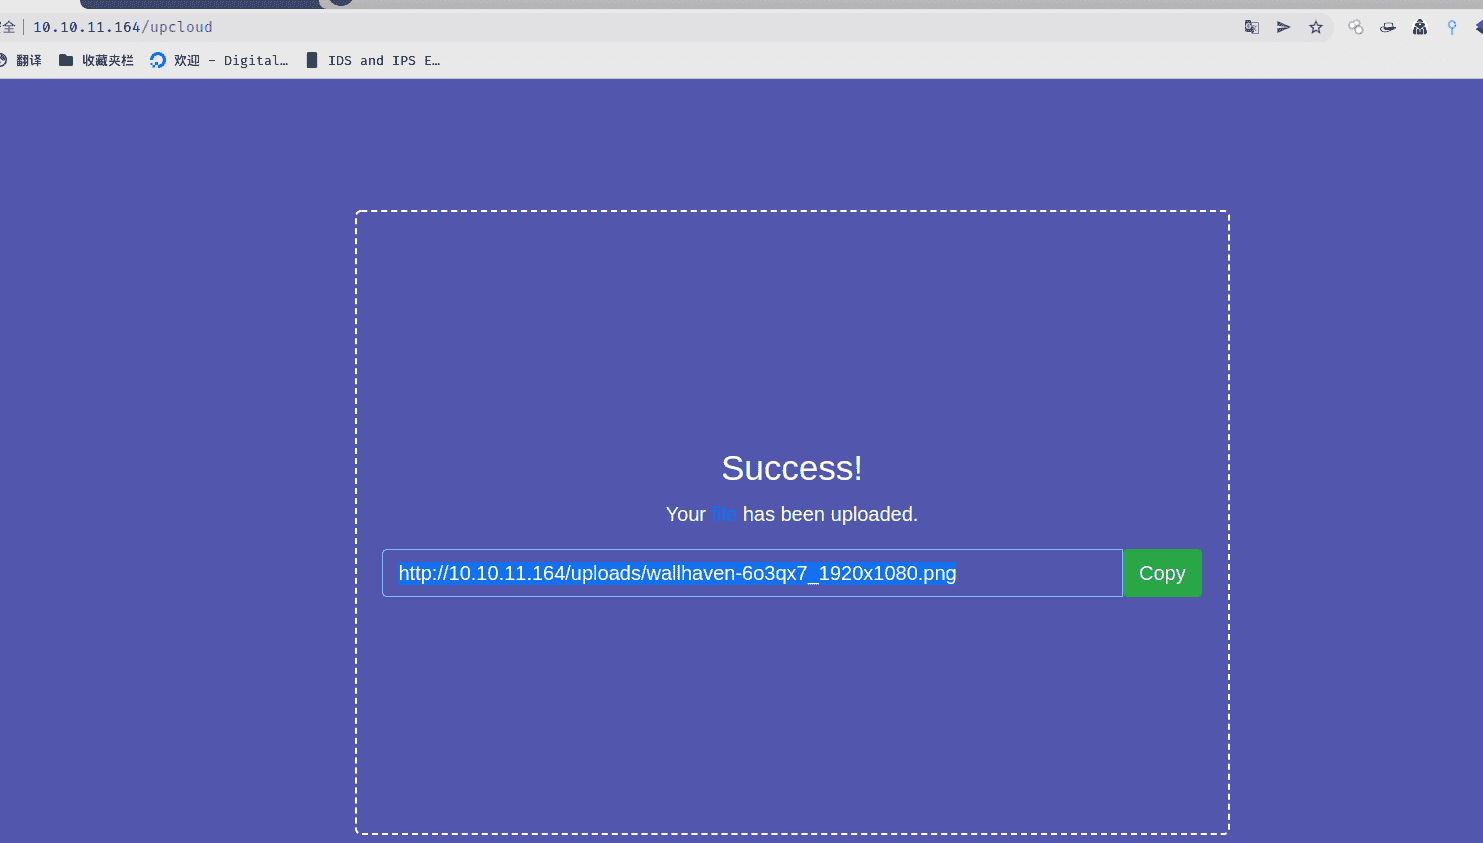 全 10.10.11.164/upcloud
翻译 收藏夹栏 欢迎 - Digital… IDS and IPS E…
Success!
Your file has been uploaded.
http://10.10.11.164/uploads/wallhaven-6o3qx7_1920x1080.png Copy